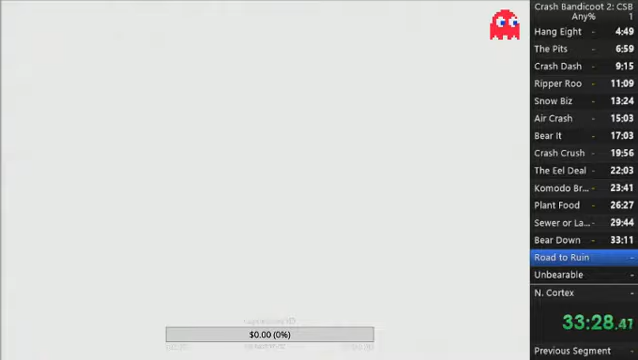 Crash Bandicoot 2: CSB
Any% 1
Hang Eight - 4:49
The Pits - 6:59
Crash Dash - 9:15
Ripper Roo - 11:09
Snow Biz - 13:24
Air Crash - 15:03
Bear It - 17:03
Crash Crush - 19:56
The Eel Deal - 22:03
Komodo Br... - 23:41
Plant Food - 26:27
Sewer or La... - 29:44
Bear Down - 33:11
Road to Ruin -
Unbearable -
N. Cortex -
33:28.47
Previous Segment -
$0.00 (0%)